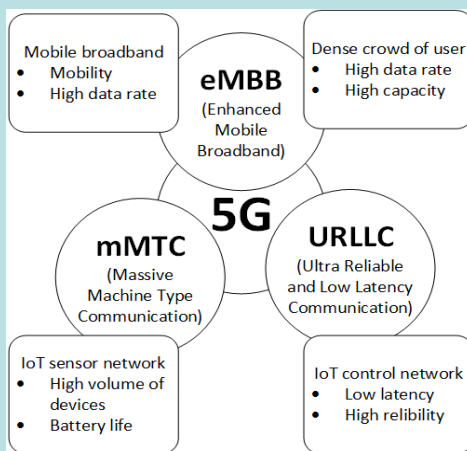 Mobile broadband
• Mobility
• High data rate
eMBB
(Enhanced
Mobile
Broadband)
Dense crowd of user
• High data rate
• High capacity
5G
mMTC
(Massive
Machine Type
Communication)
URLLC
(Ultra Reliable
and Low Latency
Communication)
IoT sensor network
• High volume of
devices
• Battery life
IoT control network
• Low latency
• High relibility